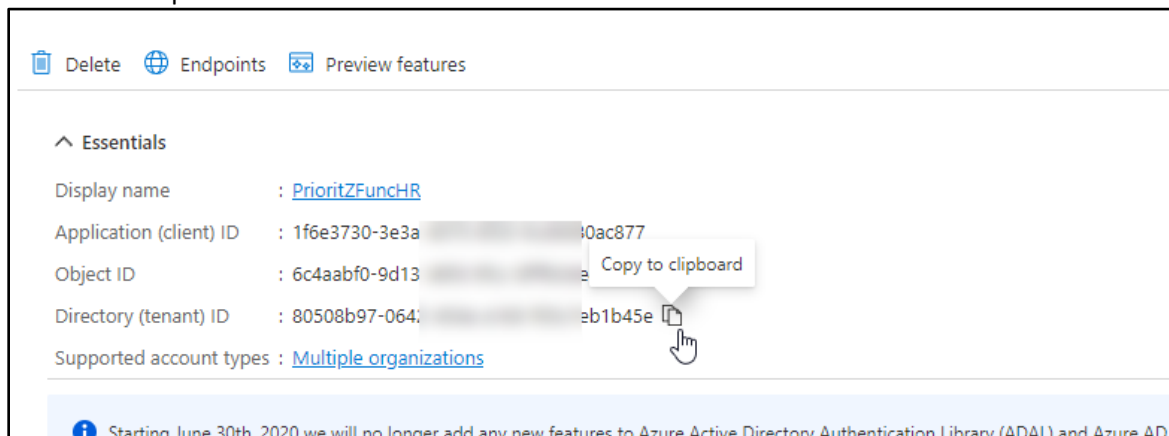 Delete Endpoints Preview features
Essentials
Display name : PrioritZFuncHR
Application (client) ID : 1f6e3730-3e3a 80ac877
Object ID : 6c4aabf0-9d13 e
Copy to clipboard
Directory (tenant) ID : 80508b97-064 eb1b45e
Supported account types : Multiple organizations
Starting June 30th, 2020 we will no longer add any new features to Azure Active Directory Authentication Library (ADAL) and Azure AD